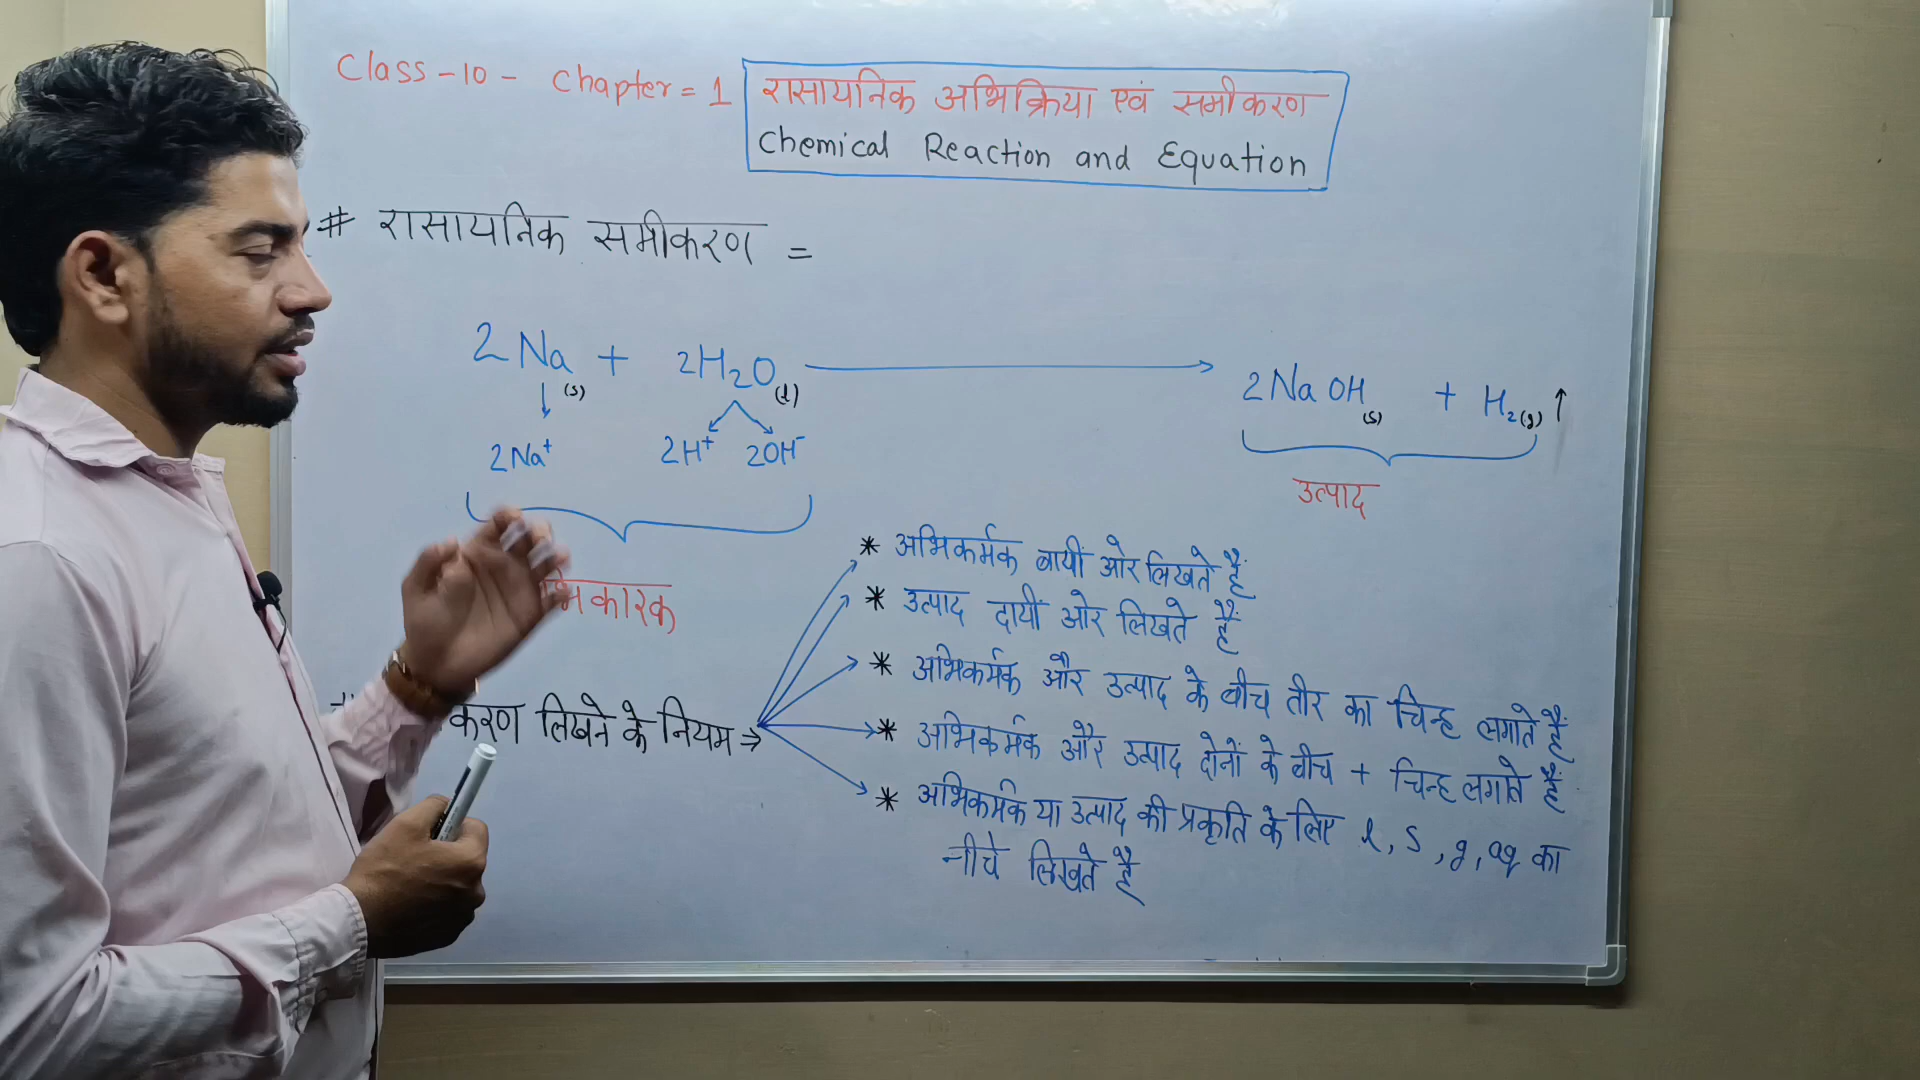 Class-10- Chapter=1 रासायनिक अभिक्रिया एवं समीकरण
Chemical Reaction and Equation
# रासायनिक समीकरण =
2Na(s) + 2H2O(l) → 2NaOH(s) + H2(g) ↑
2Na+ 2H+ 2OH-
उत्पाद
भिकारक
करण लिखने के नियम ⇒
* अभिकर्मक बायीं ओर लिखते हैं
* उत्पाद दायीं ओर लिखते हैं
* अभिकर्मक और उत्पाद के बीच तीर का चिन्ह लगाते हैं
* अभिकर्मक और उत्पाद दोनों के बीच + चिन्ह लगाते हैं
* अभिकर्मक या उत्पाद की प्रकृति के लिए l, s, g, aq का
नीचे लिखते है